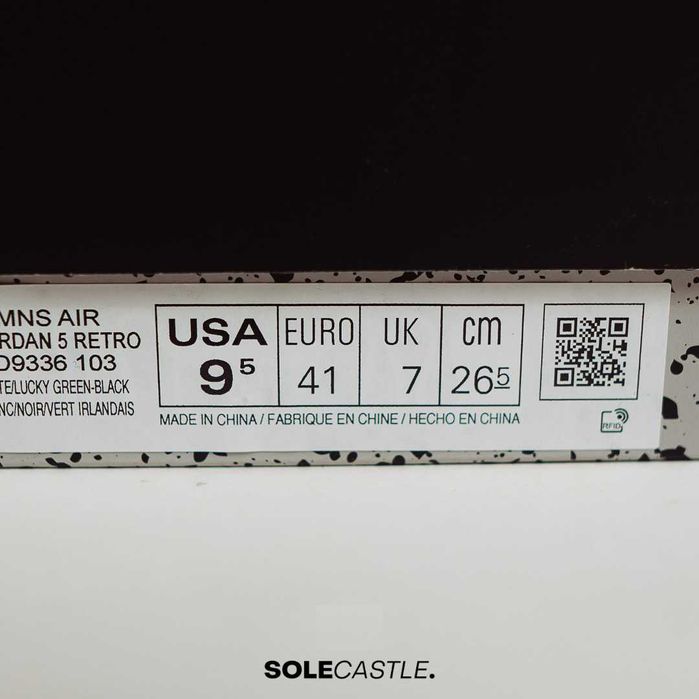 MNS AIR
RDAN 5 RETRO
D9336 103
TE/LUCKY GREEN-BLACK
NC/NOIR/VERT IRLANDAIS
USA EURO UK cm
9⁵ 41 7 26⁵
MADE IN CHINA / FABRIQUE EN CHINE / HECHO EN CHINA
RFID
SOLECASTLE.